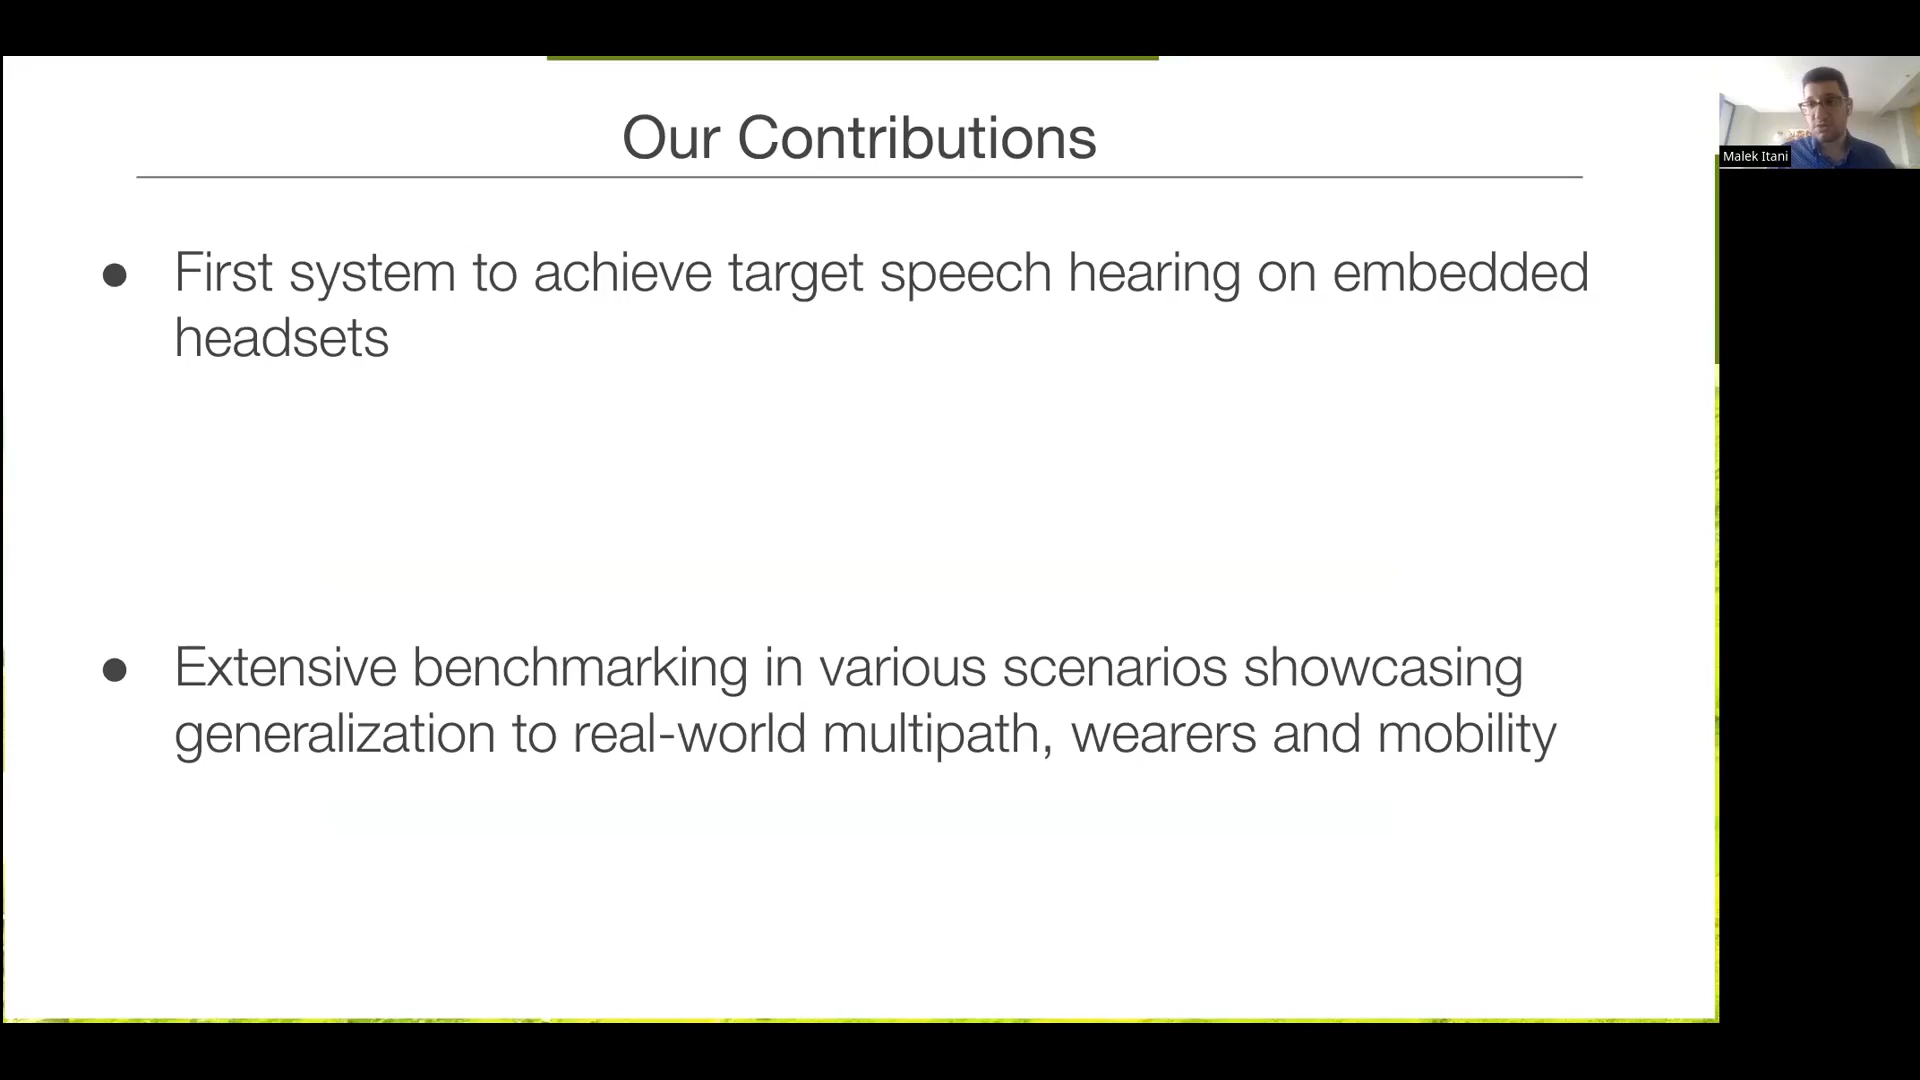 Our Contributions
Malek Itani
● First system to achieve target speech hearing on embedded
headsets
● Extensive benchmarking in various scenarios showcasing
generalization to real-world multipath, wearers and mobility